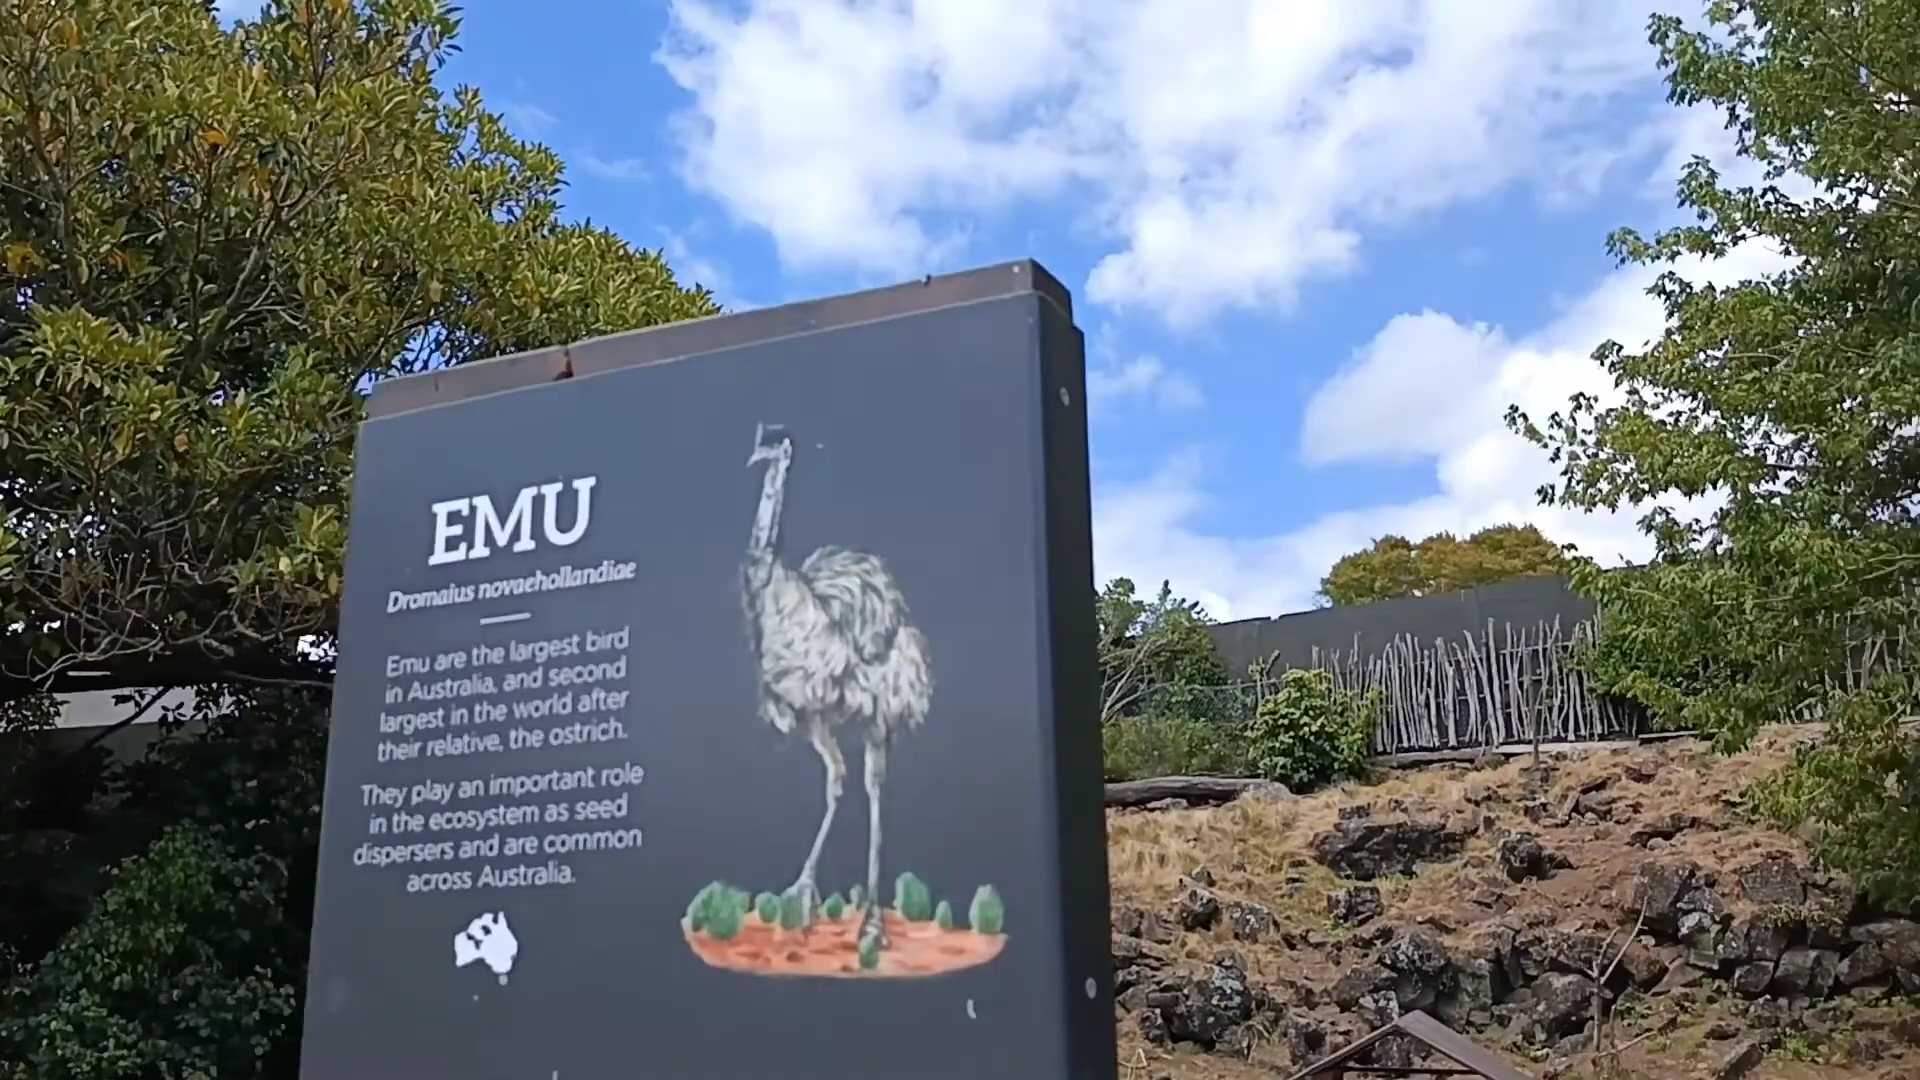 EMU
Dromaius novaehollandiae
Emu are the largest bird
in Australia, and second
largest in the world after
their relative, the ostrich.
They play an important role
in the ecosystem as seed
dispersers and are common
across Australia.